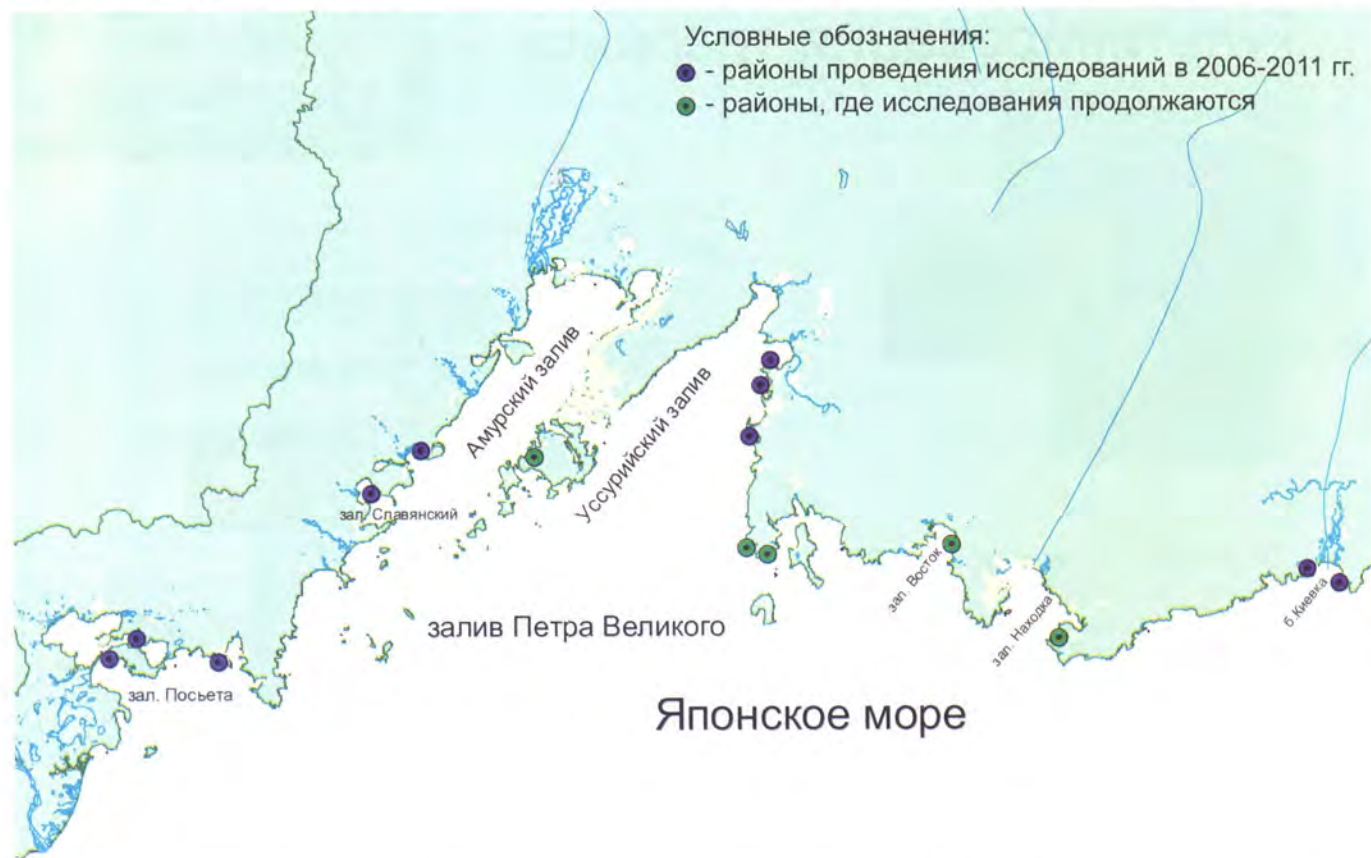 Условные обозначения:
- районы проведения исследований в 2006-2011 гг.
- районы, где исследования продолжаются
Амурский залив
Уссурийский залив
зал. Славянский
зал. Восток
зал. Находка
б.Киевка
залив Петра Великого
зал. Посьета
Японское море